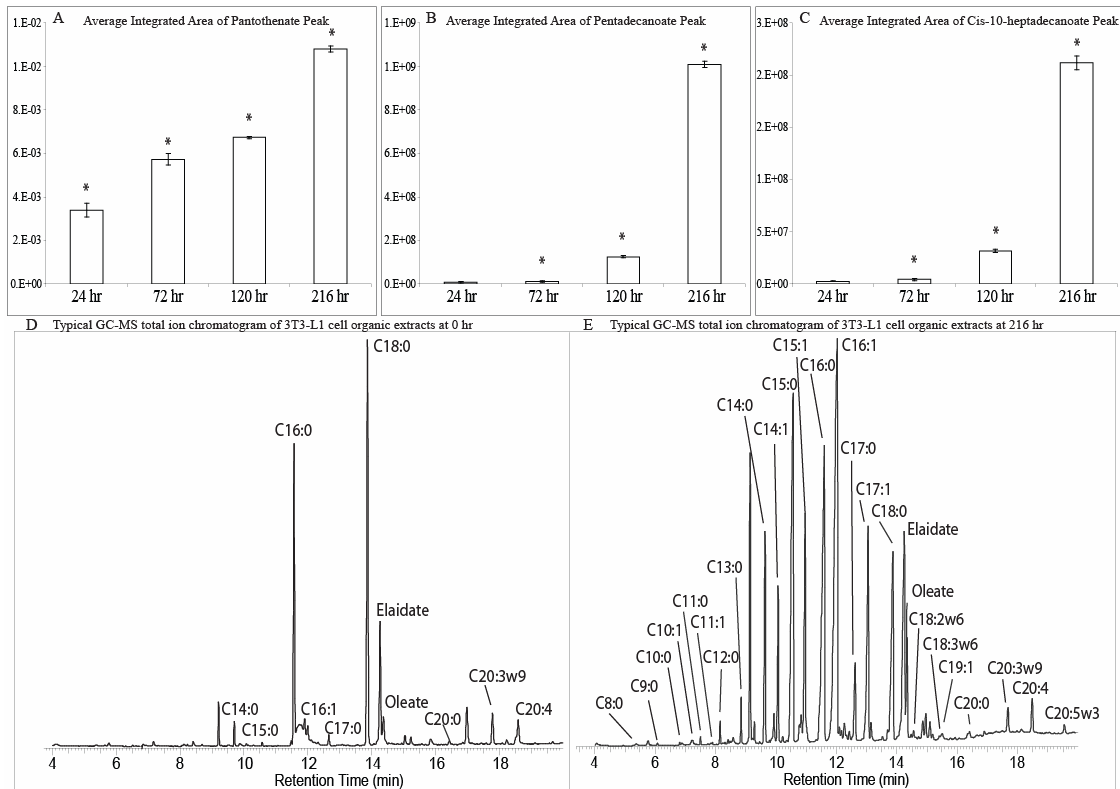 A Average Integrated Area of Pantothenate Peak
1.E-02
1.E-02
8.E-03
6.E-03
4.E-03
2.E-03
0.E+00
*
*
*
*
24 hr 72 hr 120 hr 216 hr
B Average Integrated Area of Pentadecanoate Peak
1.E+09
1.E+09
8.E+08
6.E+08
4.E+08
2.E+08
0.E+00
*
*
*
24 hr 72 hr 120 hr 216 hr
C Average Integrated Area of Cis-10-heptadecanoate Peak
3.E+08
2.E+08
2.E+08
1.E+08
5.E+07
0.E+00
*
*
*
24 hr 72 hr 120 hr 216 hr
D Typical GC-MS total ion chromatogram of 3T3-L1 cell organic extracts at 0 hr
C18:0
C16:0
Elaidate
Oleate
C20:3w9
C14:0
C16:1
C15:0
C17:0
C20:0
C20:4
4 6 8 10 12 14 16 18
Retention Time (min)
E Typical GC-MS total ion chromatogram of 3T3-L1 cell organic extracts at 216 hr
C15:1
C16:1
C16:0
C15:0
C14:0
C14:1
C17:0
C17:1
C18:0
Elaidate
C13:0
Oleate
C11:0
C11:1
C18:2w6
C10:1
C18:3w6
C10:0
C12:0
C19:1
C9:0
C20:3w9
C8:0
C20:0
C20:4
C20:5w3
4 6 8 10 12 14 16 18
Retention Time (min)